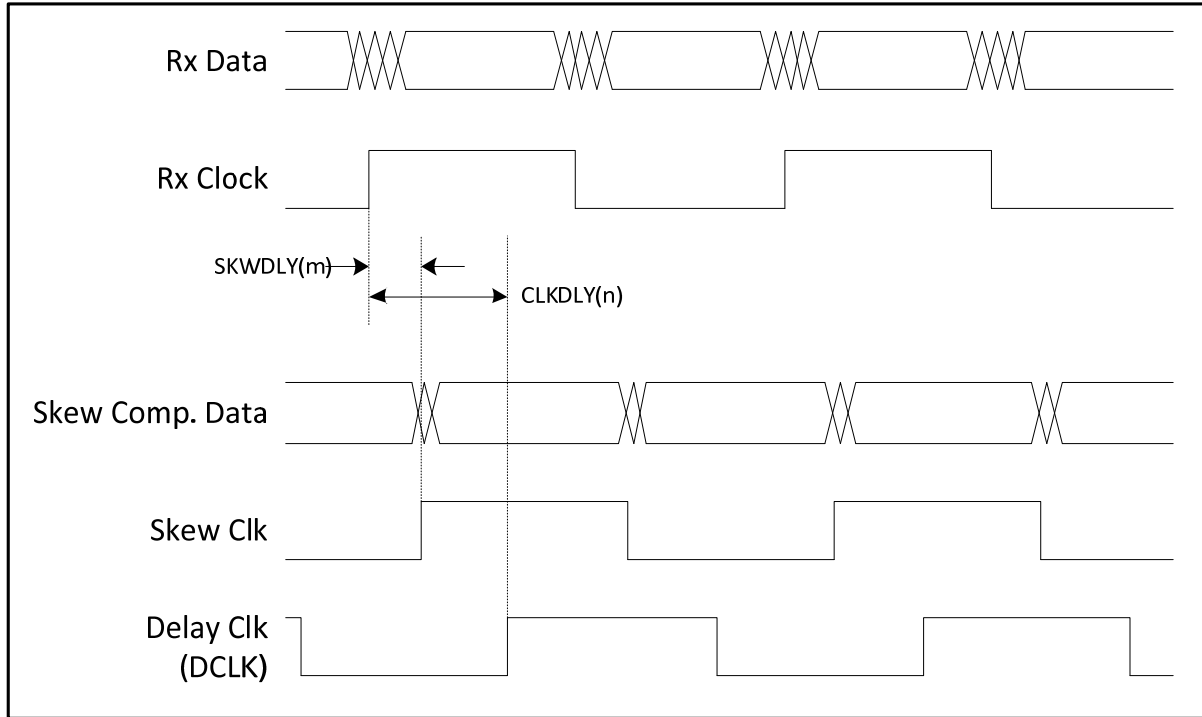 Rx Data
Rx Clock
SKWDLY(m)
CLKDLY(n)
Skew Comp. Data
Skew Clk
Delay Clk
(DCLK)